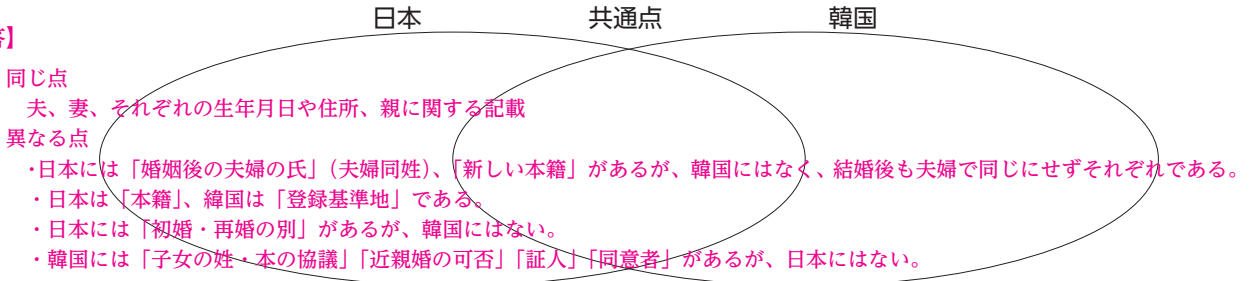 日本 共通点 韓国
答】
同じ点
夫、妻、それぞれの生年月日や住所、親に関する記載
異なる点
・日本には「婚姻後の夫婦の氏」(夫婦同姓)、「新しい本籍」があるが、韓国にはなく、結婚後も夫婦で同じにせずそれぞれである。
・日本は「本籍」、韓国は「登録基準地」である。
・日本には「初婚・再婚の別」があるが、韓国にはない。
・韓国には「子女の姓・本の協議」「近親婚の可否」「証人」「同意者」があるが、日本にはない。